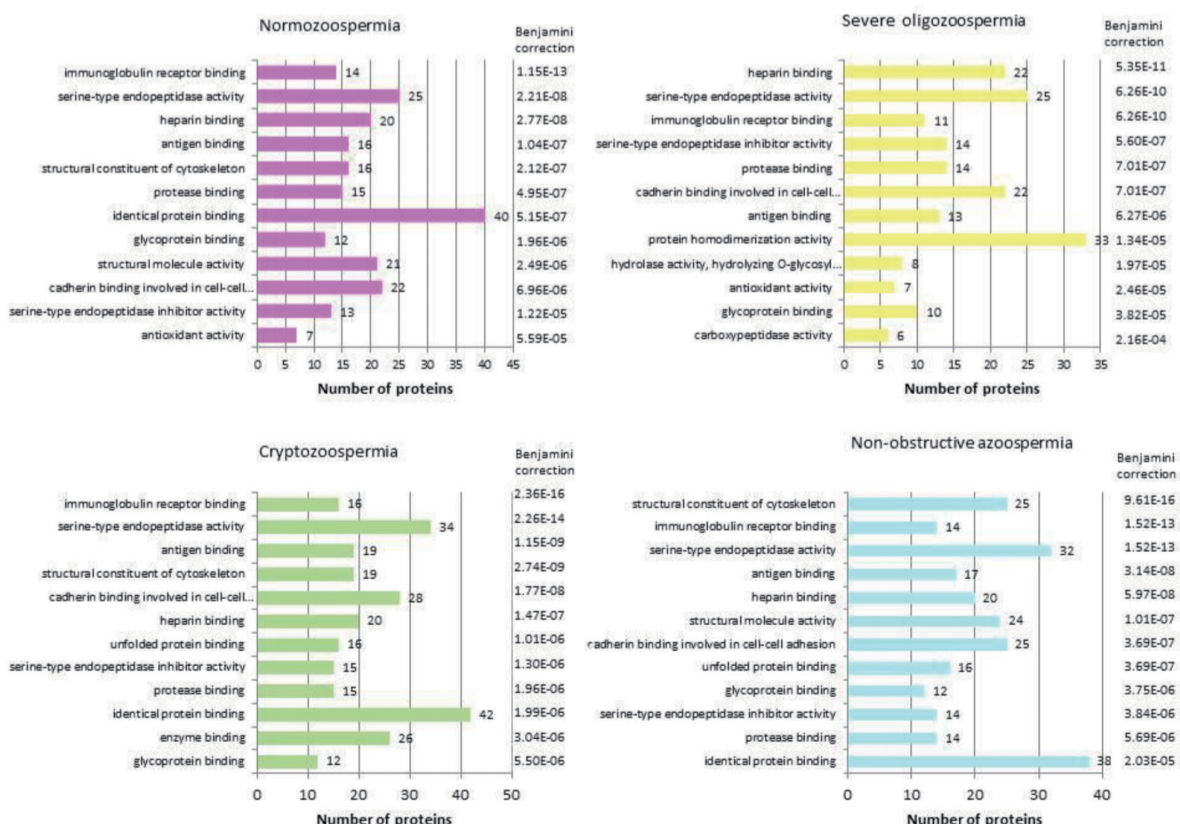 Normozoospermia
Benjamini
correction
immunoglobulin receptor binding 14 1.15E-13
serine-type endopeptidase activity 25 2.21E-08
heparin binding 20 2.77E-08
antigen binding 16 1.04E-07
structural constituent of cytoskeleton 16 2.12E-07
protease binding 15 4.95E-07
identical protein binding 40 5.15E-07
glycoprotein binding 12 1.96E-06
structural molecule activity 21 2.49E-06
cadherin binding involved in cell-cell... 22 6.96E-06
serine-type endopeptidase inhibitor activity 13 1.22E-05
antioxidant activity 7 5.59E-05
0 5 10 15 20 25 30 35 40 45
Number of proteins
Severe oligozoospermia
Benjamini
correction
heparin binding 22 5.35E-11
serine-type endopeptidase activity 25 6.26E-10
immunoglobulin receptor binding 11 6.26E-10
serine-type endopeptidase inhibitor activity 14 5.60E-07
protease binding 14 7.01E-07
cadherin binding involved in cell-cell... 22 7.01E-07
antigen binding 13 6.27E-06
protein homodimerization activity 33 1.34E-05
hydrolase activity, hydrolyzing O-glycosyl... 8 1.97E-05
antioxidant activity 7 2.46E-05
glycoprotein binding 10 3.82E-05
carboxypeptidase activity 6 2.16E-04
0 5 10 15 20 25 30 35
Number of proteins
Cryptozoospermia
Benjamini
correction
immunoglobulin receptor binding 16 2.36E-16
serine-type endopeptidase activity 34 2.26E-14
antigen binding 19 1.15E-09
structural constituent of cytoskeleton 19 2.74E-09
cadherin binding involved in cell-cell... 28 1.77E-08
heparin binding 20 1.47E-07
unfolded protein binding 16 1.01E-06
serine-type endopeptidase inhibitor activity 15 1.30E-06
protease binding 15 1.96E-06
identical protein binding 42 1.99E-06
enzyme binding 26 3.04E-06
glycoprotein binding 12 5.50E-06
0 10 20 30 40 50
Number of proteins
Non-obstructive azoospermia
Benjamini
correction
structural constituent of cytoskeleton 25 9.61E-16
immunoglobulin receptor binding 14 1.52E-13
serine-type endopeptidase activity 32 1.52E-13
antigen binding 17 3.14E-08
heparin binding 20 5.97E-08
structural molecule activity 24 1.01E-07
cadherin binding involved in cell-cell adhesion 25 3.69E-07
unfolded protein binding 16 3.69E-07
glycoprotein binding 12 3.75E-06
serine-type endopeptidase inhibitor activity 14 3.84E-06
protease binding 14 5.69E-06
identical protein binding 38 2.03E-05
0 10 20 30 40
Number of proteins